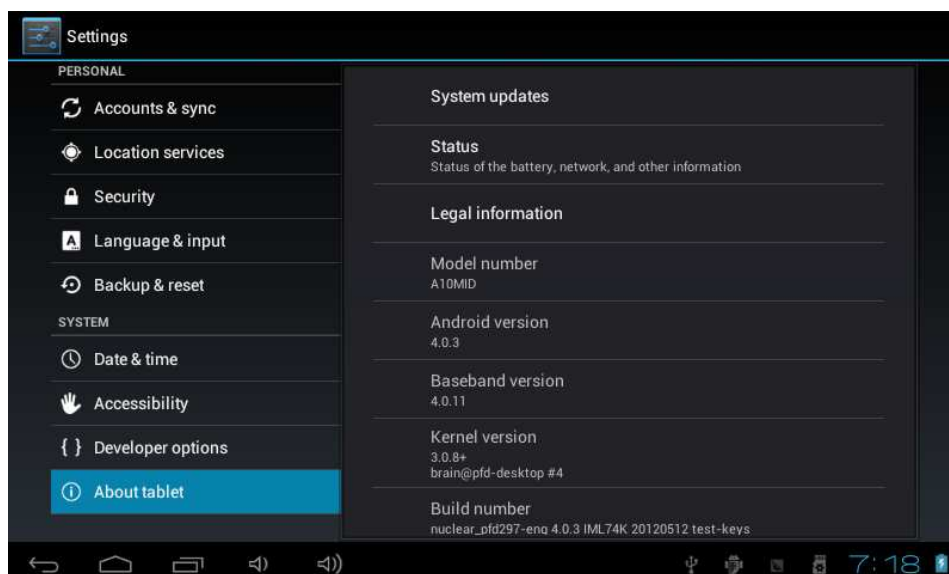 Settings
PERSONAL
Accounts & sync
Location services
Security
Language & input
Backup & reset
SYSTEM
Date & time
Accessibility
Developer options
About tablet
System updates
Status
Status of the battery, network, and other information
Legal information
Model number
A10MID
Android version
4.0.3
Baseband version
4.0.11
Kernel version
3.0.8+
brain@pfd-desktop #4
Build number
nuclear_pfd297-eng 4.0.3 IML74K 20120512 test-keys
7:18